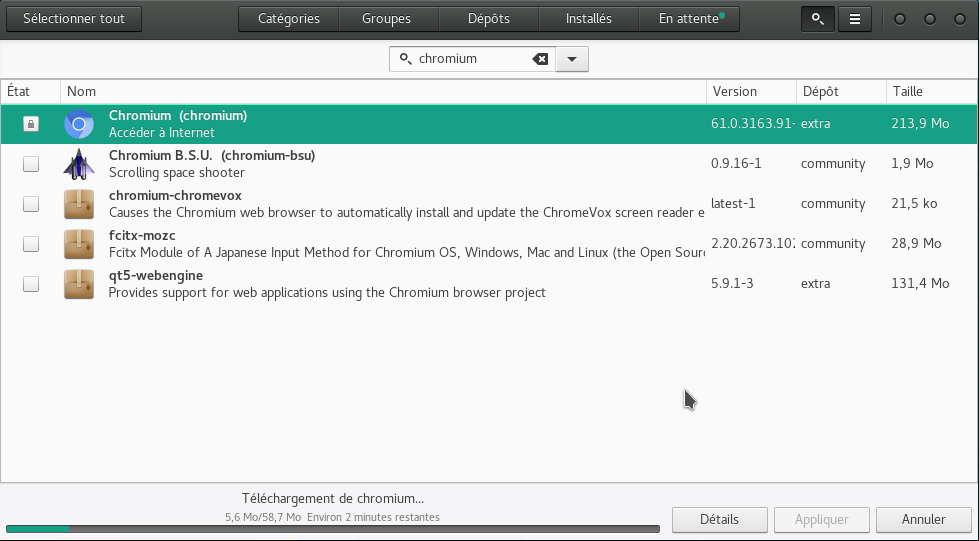 Sélectionner tout
Catégories
Groupes
Dépôts
Installés
En attente
chromium
État
Nom
Version
Dépôt
Taille
Chromium (chromium)
Accéder à Internet
61.0.3163.91-
extra
213,9 Mo
Chromium B.S.U. (chromium-bsu)
Scrolling space shooter
0.9.16-1
community
1,9 Mo
chromium-chromevox
Causes the Chromium web browser to automatically install and update the ChromeVox screen reader e
latest-1
community
21,5 ko
fcitx-mozc
Fcitx Module of A Japanese Input Method for Chromium OS, Windows, Mac and Linux (the Open Sour
2.20.2673.102
community
28,9 Mo
qt5-webengine
Provides support for web applications using the Chromium browser project
5.9.1-3
extra
131,4 Mo
Téléchargement de chromium...
5,6 Mo/58,7 Mo Environ 2 minutes restantes
Détails
Appliquer
Annuler